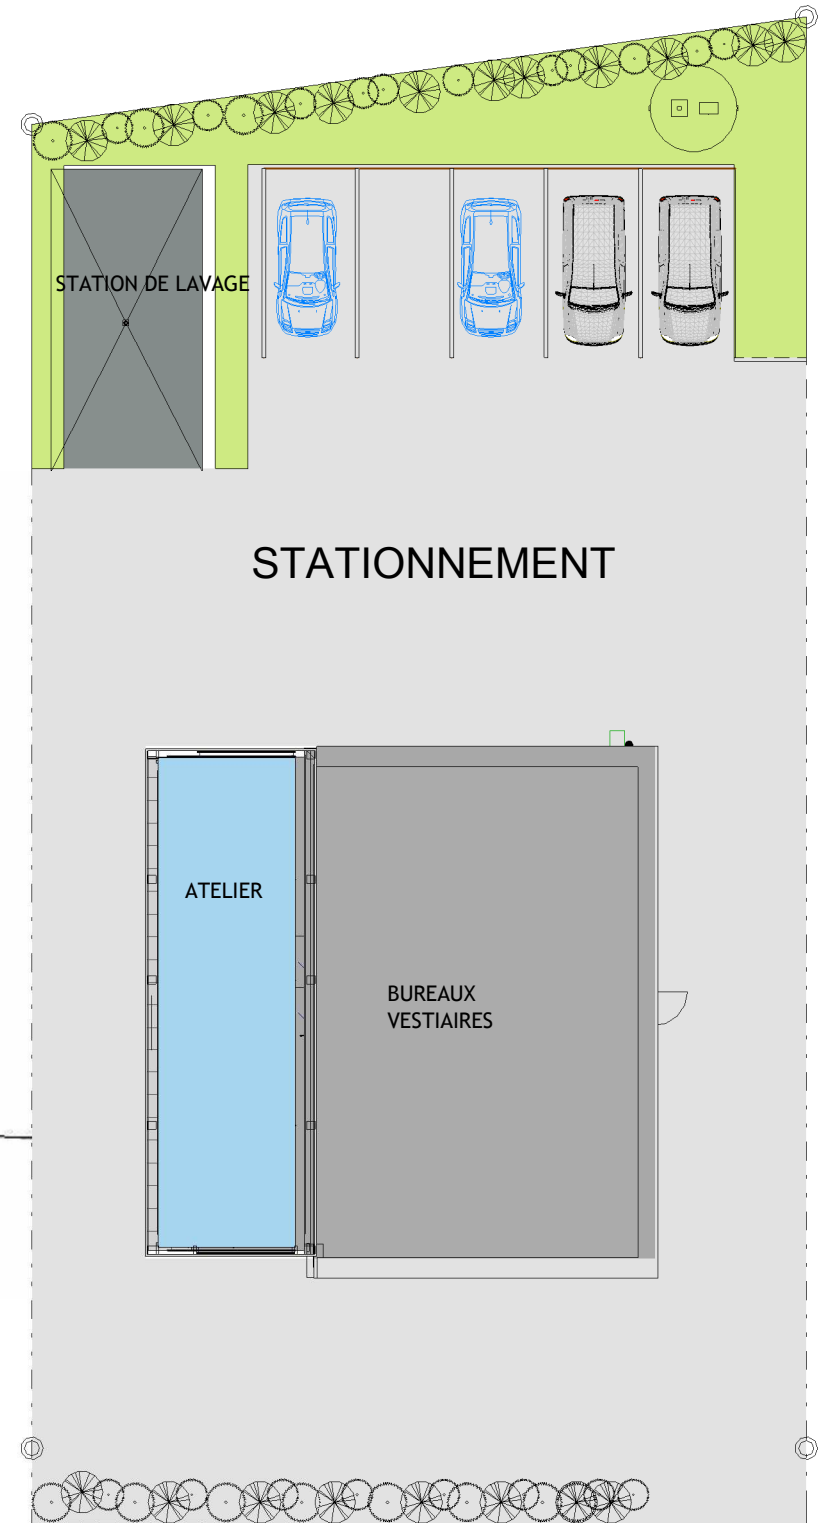 STATION DE LAVAGE
STATIONNEMENT
ATELIER
BUREAUX
VESTIAIRES